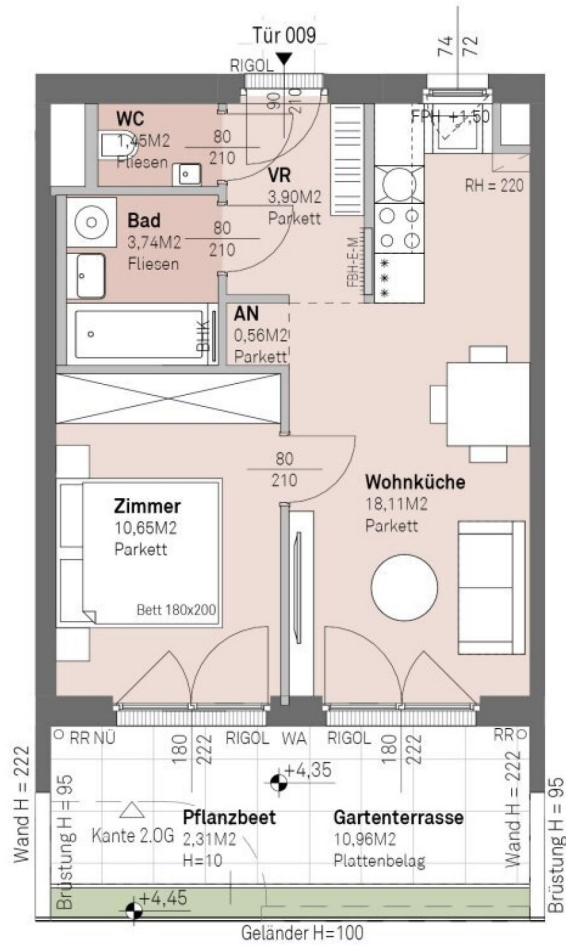 Tür 009
74
72
RIGOL
90
210
FPH +1,50
WC
1,45M2
Fliesen
80
210
VR
3,90M2
Parkett
RH = 220
Bad
3,74M2
Fliesen
80
210
FBH-E-M
BHK
AN
0,56M2
Parkett
80
210
Zimmer
10,65M2
Parkett
Wohnküche
18,11M2
Parkett
Bett 180x200
RR NÜ
180
222
RIGOL
WA
RIGOL
180
222
RR
+4,35
Wand H = 222
Brüstung H = 95
Kante 2.OG
Pflanzbeet
2,31M2
H=10
Gartenterrasse
10,96M2
Plattenbelag
Wand H = 222
Brüstung H = 95
+4,45
Geländer H=100